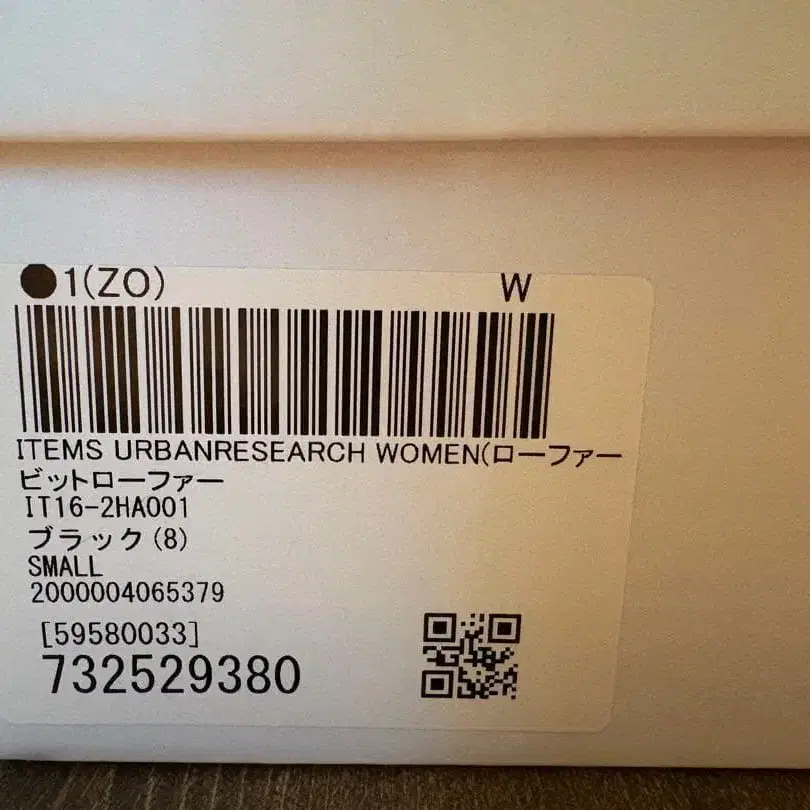 ●1(ZO) W
ITEMS URBANRESEARCH WOMEN(ローファー
ビットローファー
IT16-2HA001
ブラック(8)
SMALL
2000004065379
[59580033]
732529380